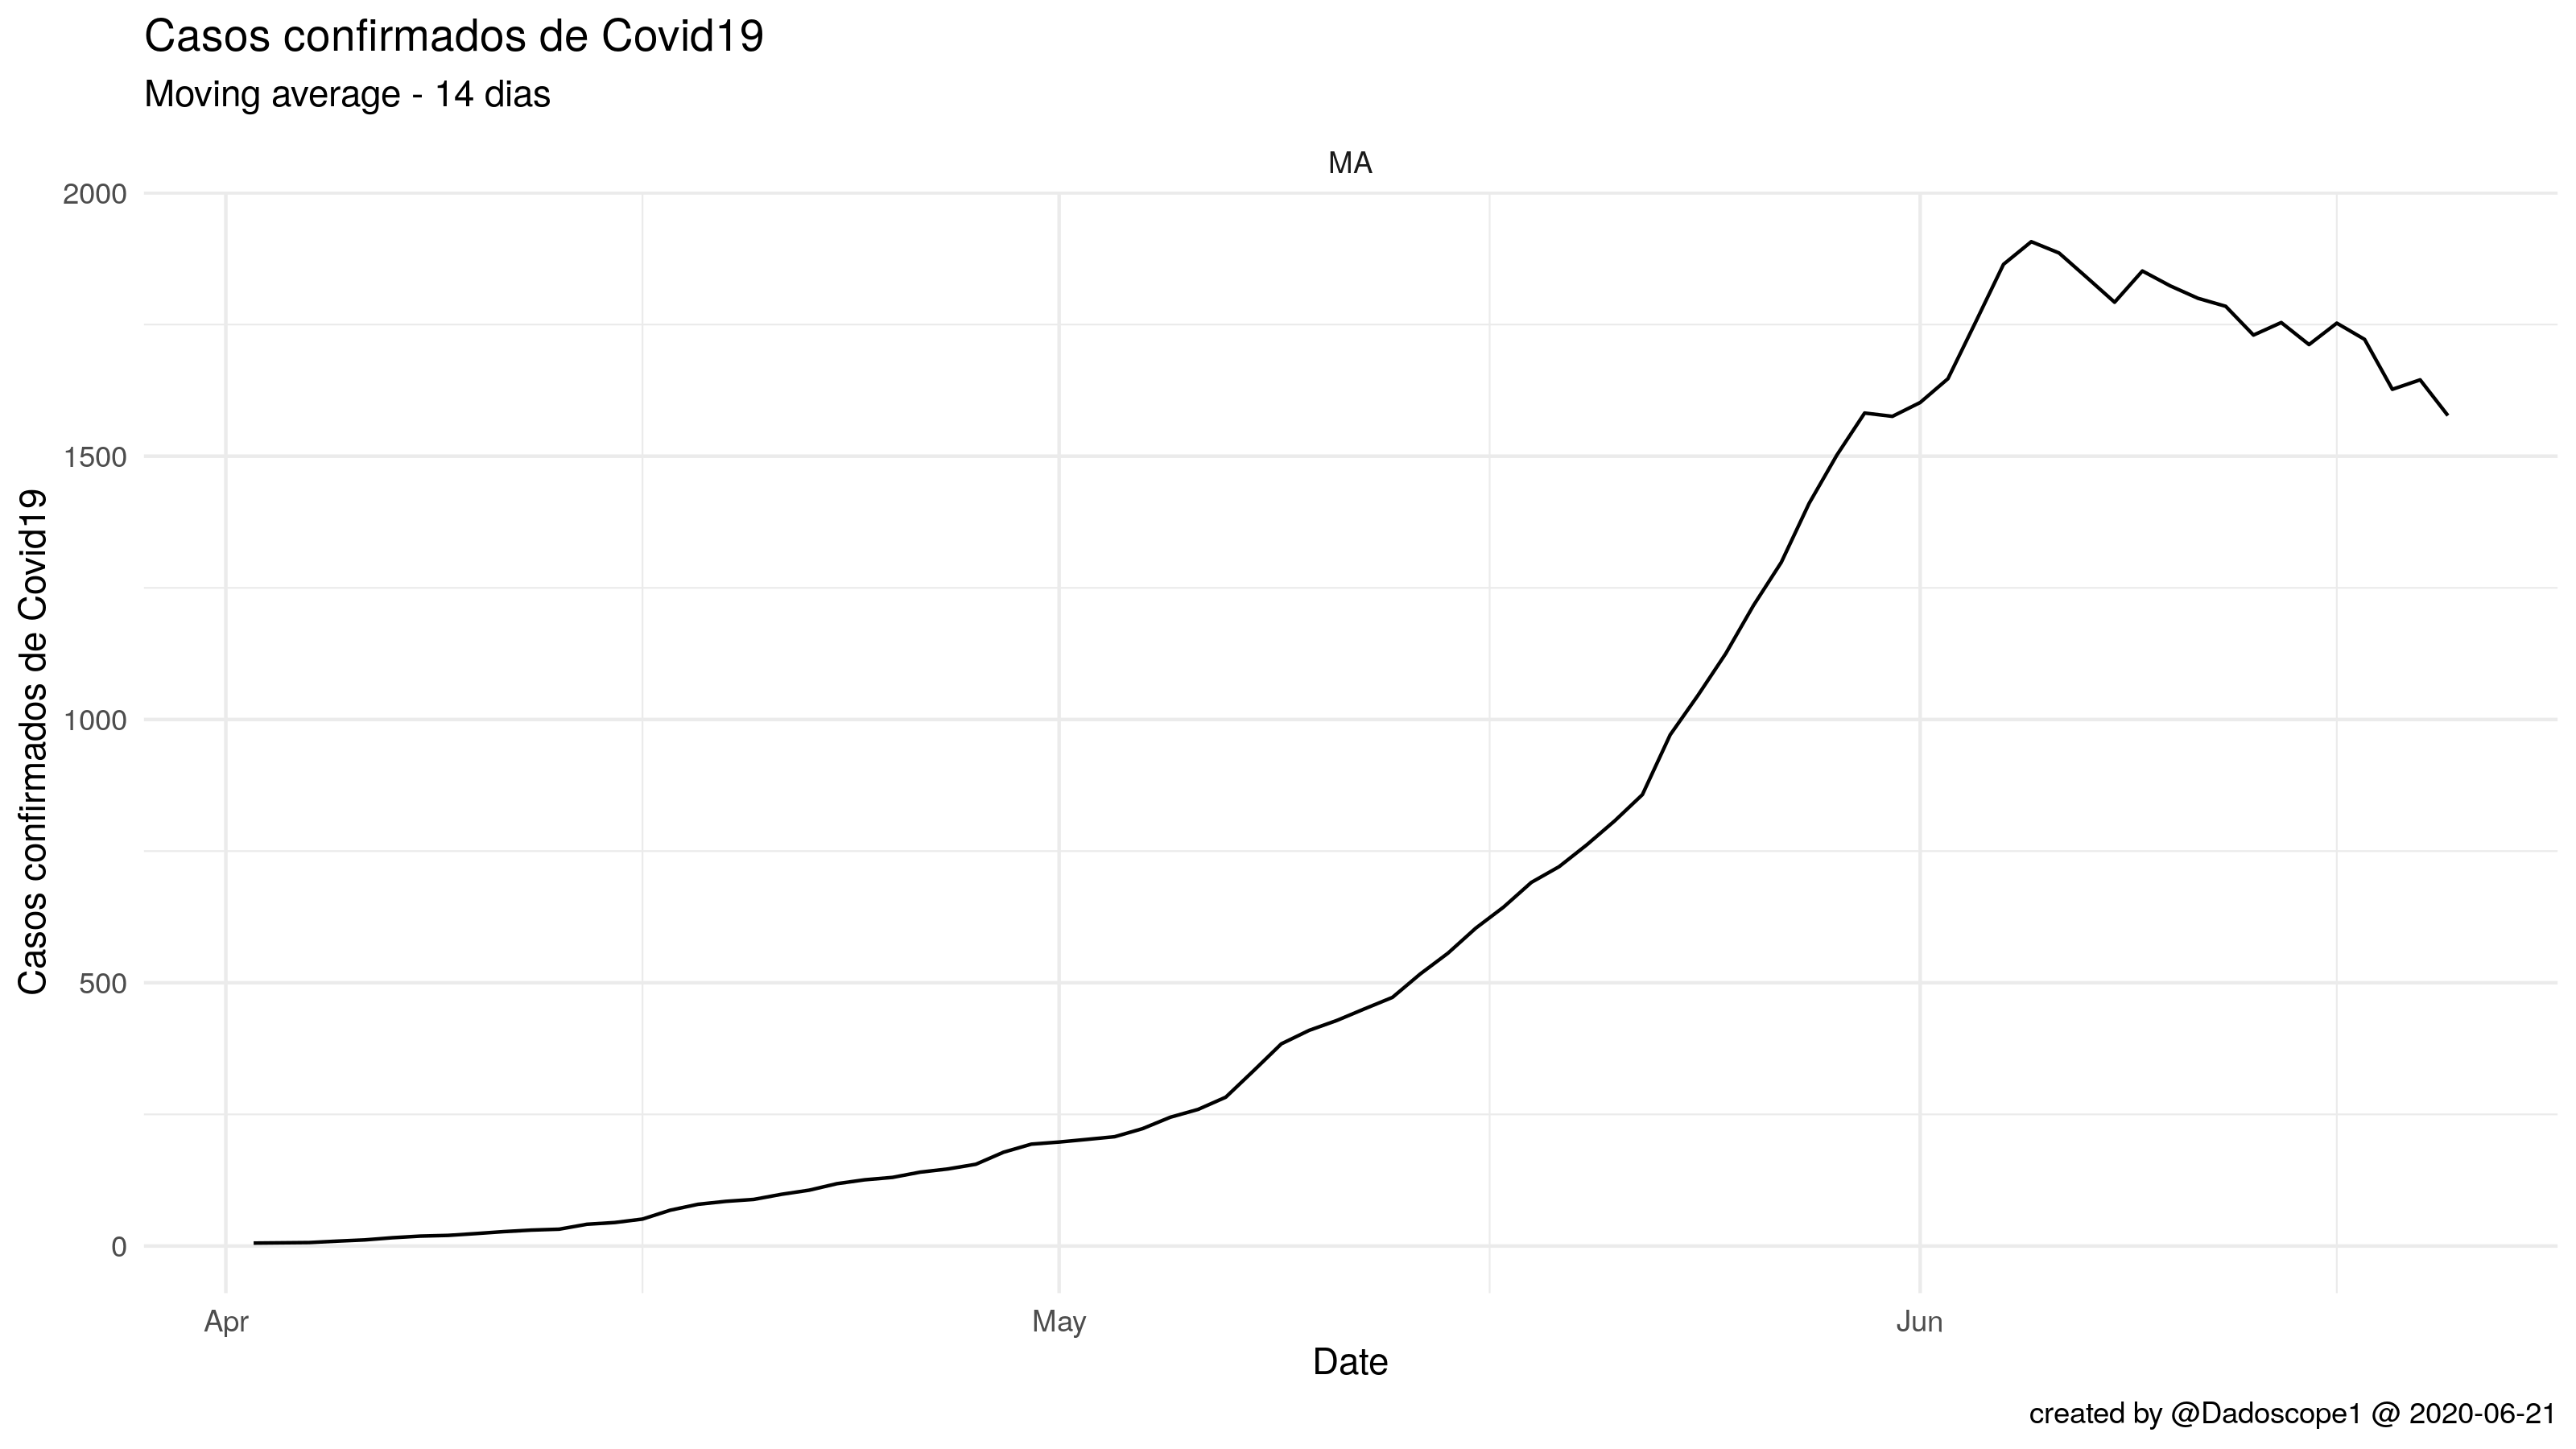 Casos confirmados de Covid19
Moving average - 14 dias
MA
Casos confirmados de Covid19
2000
1500
1000
500
0
Apr
May
Jun
Date
created by @Dadoscope1 @ 2020-06-21